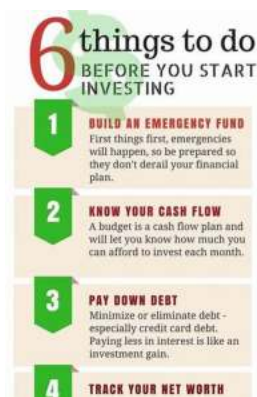 6 things to do
BEFORE YOU START
INVESTING
1
BUILD AN EMERGENCY FUND
First things first, emergencies
will happen, so be prepared so
they don't derail your financial
plan.
2
KNOW YOUR CASH FLOW
A budget is a cash flow plan and
will let you know how much you
can afford to invest each month.
3
PAY DOWN DEBT
Minimize or eliminate debt -
especially credit card debt.
Paying less in interest is like an
investment gain.
4
TRACK YOUR NET WORTH